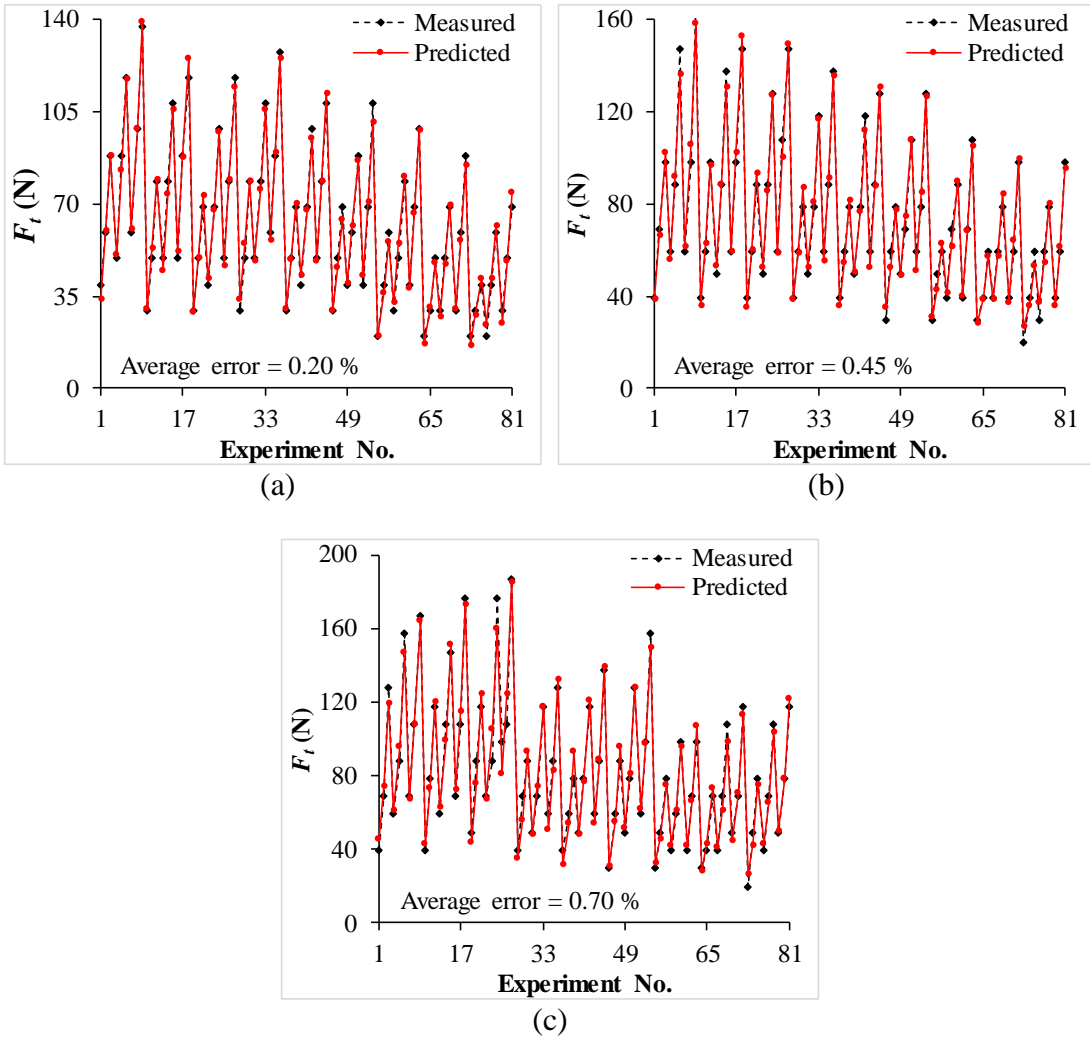 140
105
70
35
0
F_t (N)
Measured
Predicted
Average error = 0.20 %
1 17 33 49 65 81
Experiment No.
(a)
160
120
80
40
0
F_t (N)
Measured
Predicted
Average error = 0.45 %
1 17 33 49 65 81
Experiment No.
(b)
200
160
120
80
40
0
F_t (N)
Measured
Predicted
Average error = 0.70 %
1 17 33 49 65 81
Experiment No.
(c)